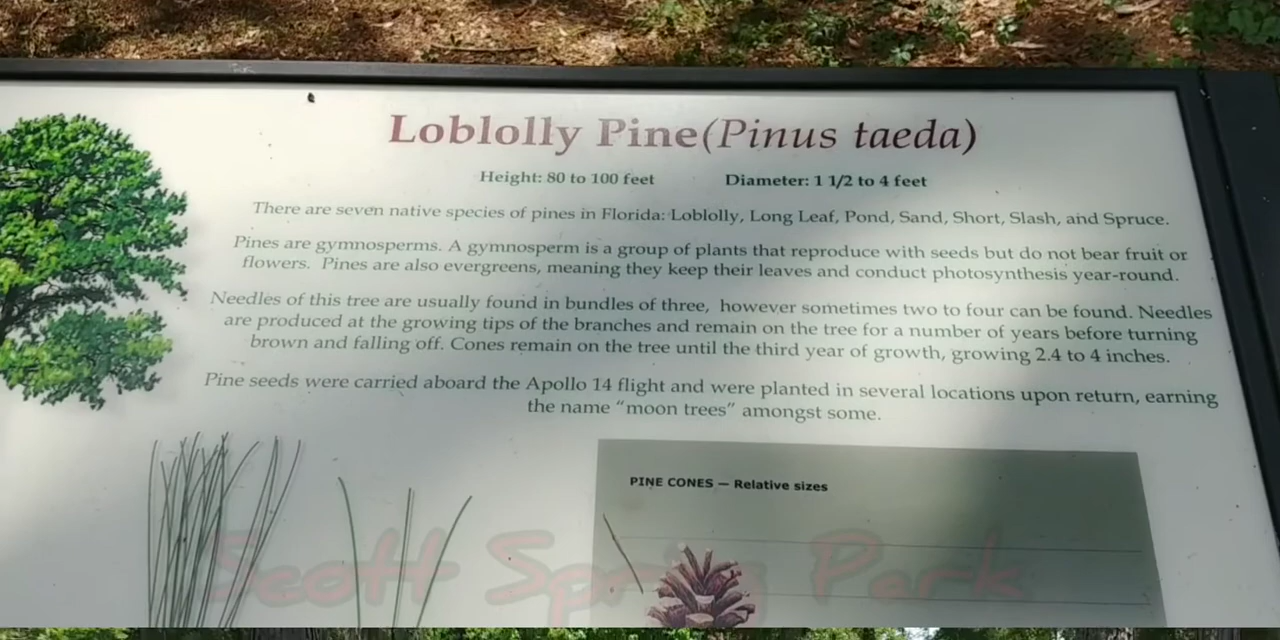 Loblolly Pine(Pinus taeda)
Height: 80 to 100 feet Diameter: 1 1/2 to 4 feet
There are seven native species of pines in Florida: Loblolly, Long Leaf, Pond, Sand, Short, Slash, and Spruce.
Pines are gymnosperms. A gymnosperm is a group of plants that reproduce with seeds but do not bear fruit or
flowers. Pines are also evergreens, meaning they keep their leaves and conduct photosynthesis year-round.
Needles of this tree are usually found in bundles of three, however sometimes two to four can be found. Needles
are produced at the growing tips of the branches and remain on the tree for a number of years before turning
brown and falling off. Cones remain on the tree until the third year of growth, growing 2.4 to 4 inches.
Pine seeds were carried aboard the Apollo 14 flight and were planted in several locations upon return, earning
the name “moon trees” amongst some.
PINE CONES — Relative sizes
Scott Spring Park